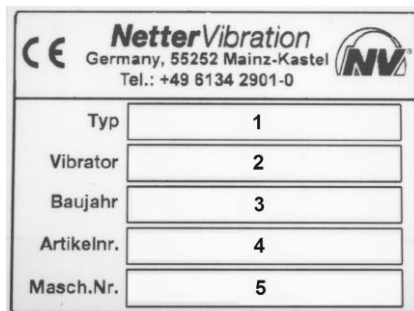 CE NetterVibration
Germany, 55252 Mainz-Kastel NV
Tel.: +49 6134 2901-0
Typ 1
Vibrator 2
Baujahr 3
Artikelnr. 4
Masch.Nr. 5